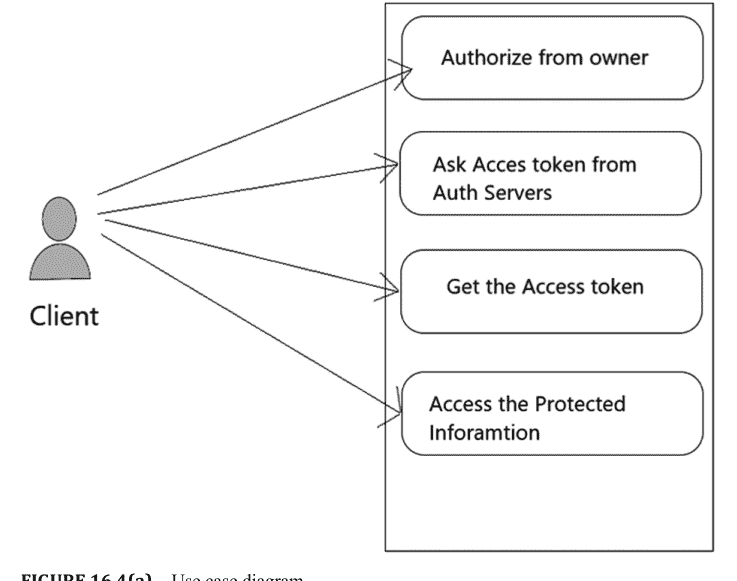 Authorize from owner
Ask Acces token from
Auth Servers
Client
Get the Access token
Access the Protected
Inforamtion
FIGURE 16.4(a) Use case diagram